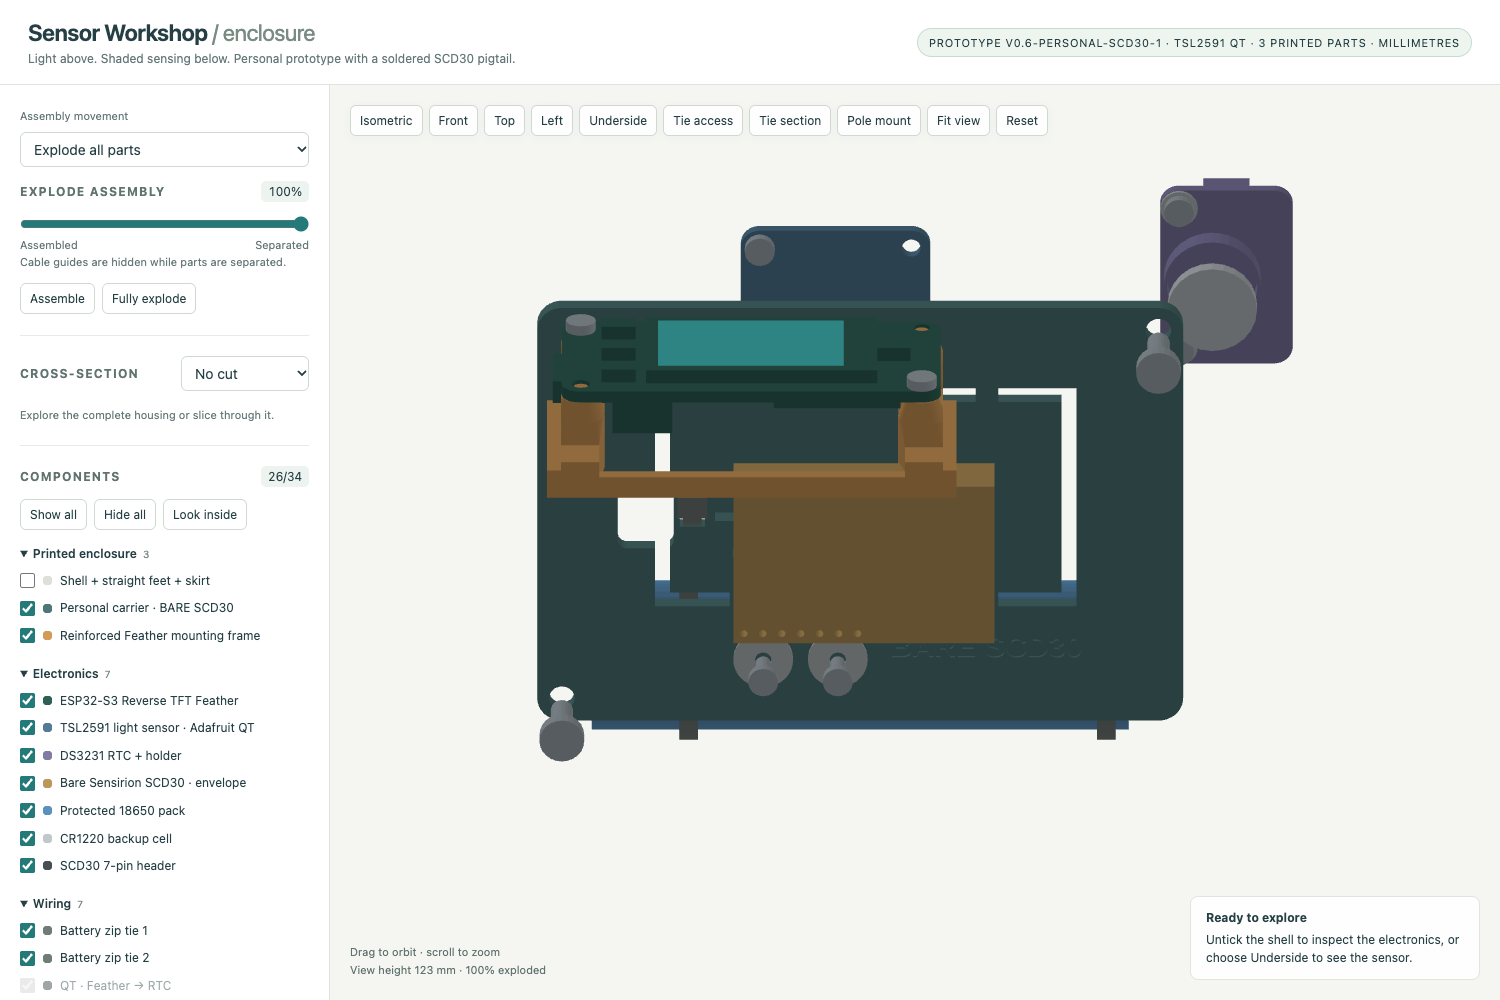 Sensor Workshop / enclosure
Light above. Shaded sensing below. Personal prototype with a soldered SCD30 pigtail.
PROTOTYPE V0.6-PERSONAL-SCD30-1 · TSL2591 QT · 3 PRINTED PARTS · MILLIMETRES
Assembly movement
Explode all parts
EXPLODE ASSEMBLY 100%
Assembled Separated
Cable guides are hidden while parts are separated.
Assemble Fully explode
CROSS-SECTION No cut
Explore the complete housing or slice through it.
COMPONENTS 26/34
Show all Hide all Look inside
Printed enclosure 3
Shell + straight feet + skirt
Personal carrier · BARE SCD30
Reinforced Feather mounting frame
Electronics 7
ESP32-S3 Reverse TFT Feather
TSL2591 light sensor · Adafruit QT
DS3231 RTC + holder
Bare Sensirion SCD30 · envelope
Protected 18650 pack
CR1220 backup cell
SCD30 7-pin header
Wiring 7
Battery zip tie 1
Battery zip tie 2
QT · Feather → RTC
Isometric Front Top Left Underside Tie access Tie section Pole mount Fit view Reset
BARE SCD30
Drag to orbit · scroll to zoom
View height 123 mm · 100% exploded
Ready to explore
Untick the shell to inspect the electronics, or
choose Underside to see the sensor.